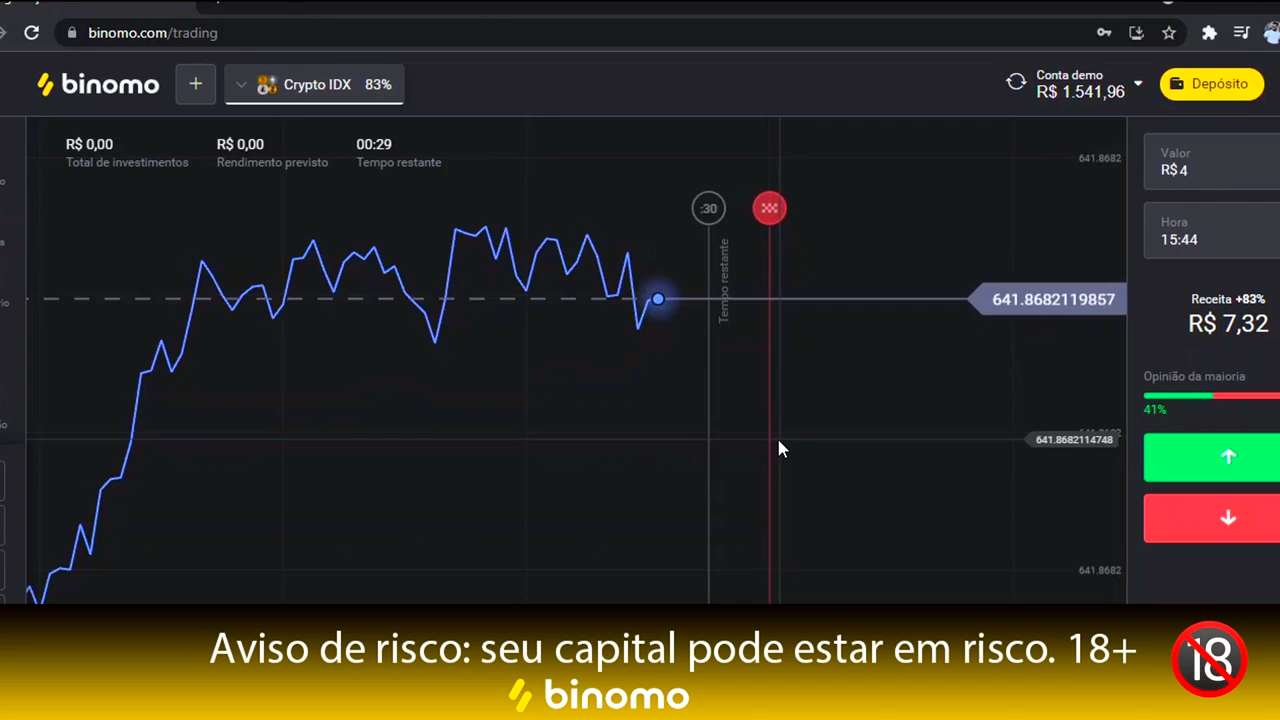 binomo.com/trading
binomo
+
Crypto IDX 83%
Conta demo
R$ 1.541,96
Depósito
R$ 0,00
Total de investimentos
R$ 0,00
Rendimento previsto
00:29
Tempo restante
641.8682
:30
Tempo restante
641.8682119857
641.8682114748
641.8682
Valor
R$ 4
Hora
15:44
Receita +83%
R$ 7,32
Opinião da maioria
41%
Aviso de risco: seu capital pode estar em risco. 18+
18
binomo